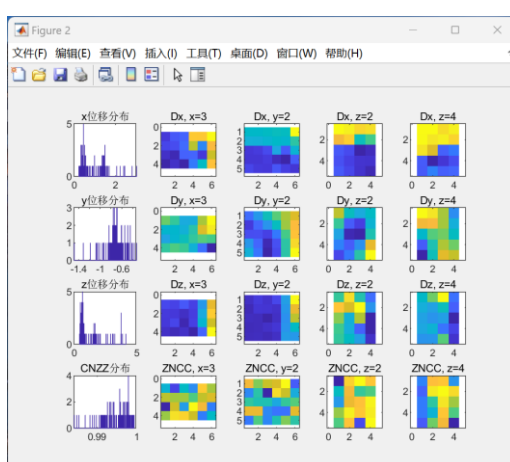 Figure 2
文件(F) 编辑(E) 查看(V) 插入(I) 工具(T) 桌面(D) 窗口(W) 帮助(H)
x位移分布 Dx, x=3 Dx, y=2 Dx, z=2 Dx, z=4
5 0 1 2 2
2 2 3 4 4
4 4
0 5
0 2 2 4 6 2 4 6 0 2 4 0 2 4
y位移分布 Dy, x=3 Dy, y=2 Dy, z=2 Dy, z=4
3 0 1 2 2
2 2 2 3 4 4
1 4 4
0 5
-1.4 -1 -0.6 2 4 6 2 4 6 0 2 4 0 2 4
z位移分布 Dz, x=3 Dz, y=2 Dz, z=2 Dz, z=4
5 0 1 2 2
2 2 3 4 4
4 4
0 5
0 5 2 4 6 2 4 6 0 2 4 0 2 4
CNZZ分布 ZNCC, x=3 ZNCC, y=2 ZNCC, z=2 ZNCC, z=4
4 0 1 2 2
2 2 2 3 4 4
4 4
0 5
0.99 1 2 4 6 2 4 6 0 2 4 0 2 4